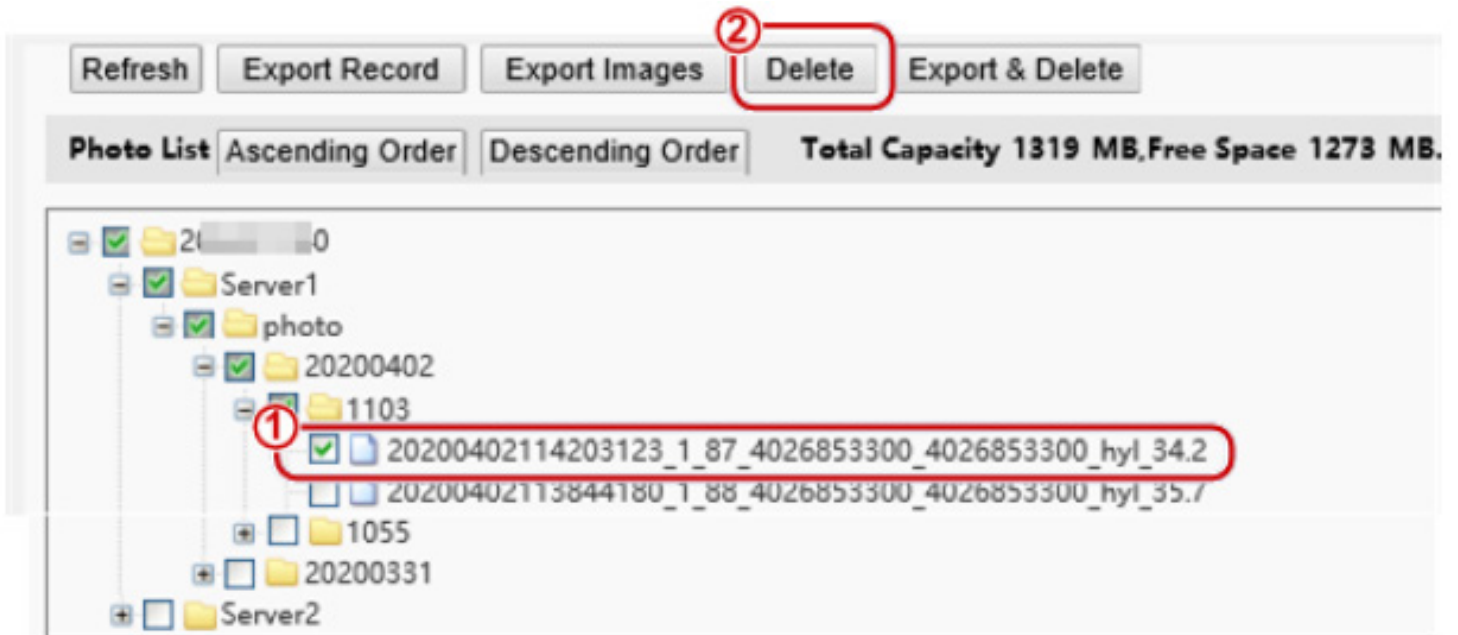 ②
Refresh Export Record Export Images Delete Export & Delete
Photo List Ascending Order Descending Order Total Capacity 1319 MB,Free Space 1273 MB.
Server1
photo
20200402
1103
①
20200402114203123_1_87_4026853300_4026853300_hyl_34.2
20200402113844180_1_88_4026853300_4026853300_hyl_35.7
1055
20200331
Server2